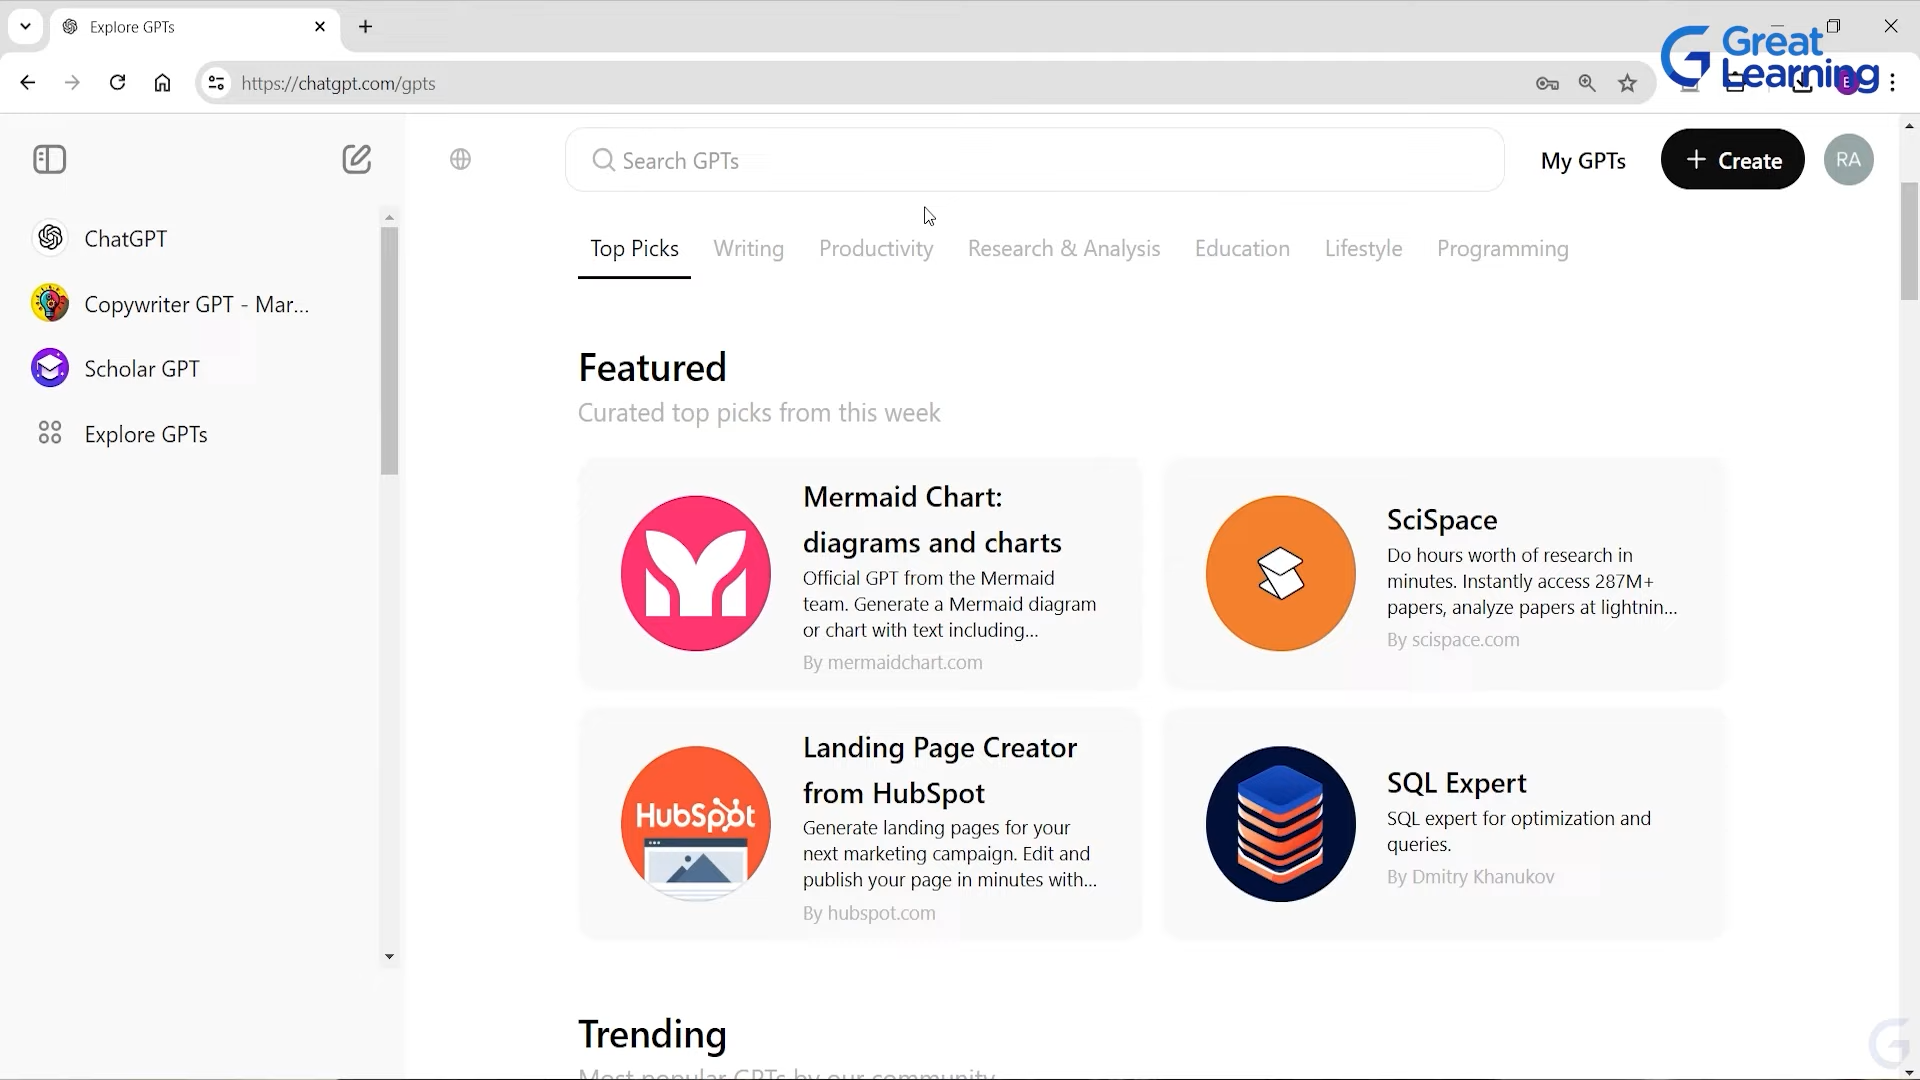 Explore GPTs
Great
Learning
https://chatgpt.com/gpts
E
Search GPTs
My GPTs
+ Create
RA
ChatGPT
Copywriter GPT - Mar...
Scholar GPT
Explore GPTs
Top Picks
Writing
Productivity
Research & Analysis
Education
Lifestyle
Programming
Featured
Curated top picks from this week
Mermaid Chart:
diagrams and charts
Official GPT from the Mermaid
team. Generate a Mermaid diagram
or chart with text including...
By mermaidchart.com
SciSpace
Do hours worth of research in
minutes. Instantly access 287M+
papers, analyze papers at lightnin...
By scispace.com
HubSpot
Landing Page Creator
from HubSpot
Generate landing pages for your
next marketing campaign. Edit and
publish your page in minutes with...
By hubspot.com
SQL Expert
SQL expert for optimization and
queries.
By Dmitry Khanukov
Trending
Most popular GPTs by our community